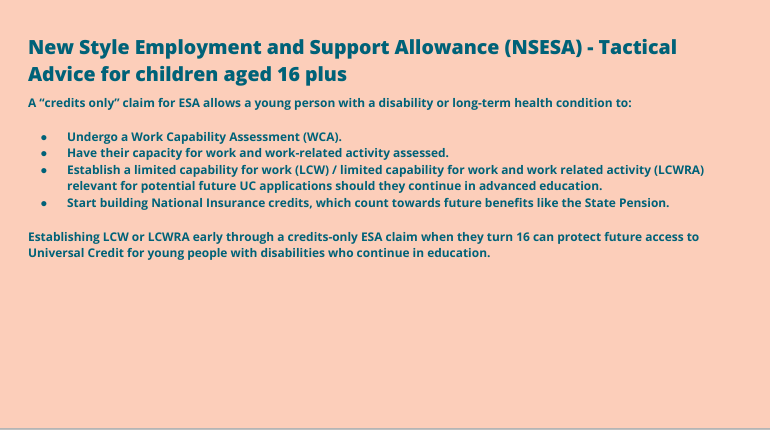 New Style Employment and Support Allowance (NSESA) - Tactical
Advice for children aged 16 plus
A “credits only” claim for ESA allows a young person with a disability or long-term health condition to:
● Undergo a Work Capability Assessment (WCA).
● Have their capacity for work and work-related activity assessed.
● Establish a limited capability for work (LCW) / limited capability for work and work related activity (LCWRA)
relevant for potential future UC applications should they continue in advanced education.
● Start building National Insurance credits, which count towards future benefits like the State Pension.
Establishing LCW or LCWRA early through a credits-only ESA claim when they turn 16 can protect future access to
Universal Credit for young people with disabilities who continue in education.